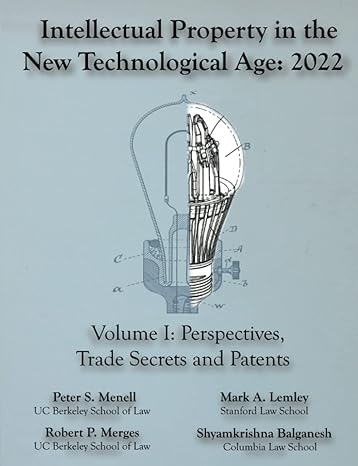 Intellectual Property in the
New Technological Age: 2022
x
B
D
C
A
a
b
w
Volume I: Perspectives,
Trade Secrets and Patents
Peter S. Menell
UC Berkeley School of Law
Mark A. Lemley
Stanford Law School
Robert P. Merges
UC Berkeley School of Law
Shyamkrishna Balganesh
Columbia Law School